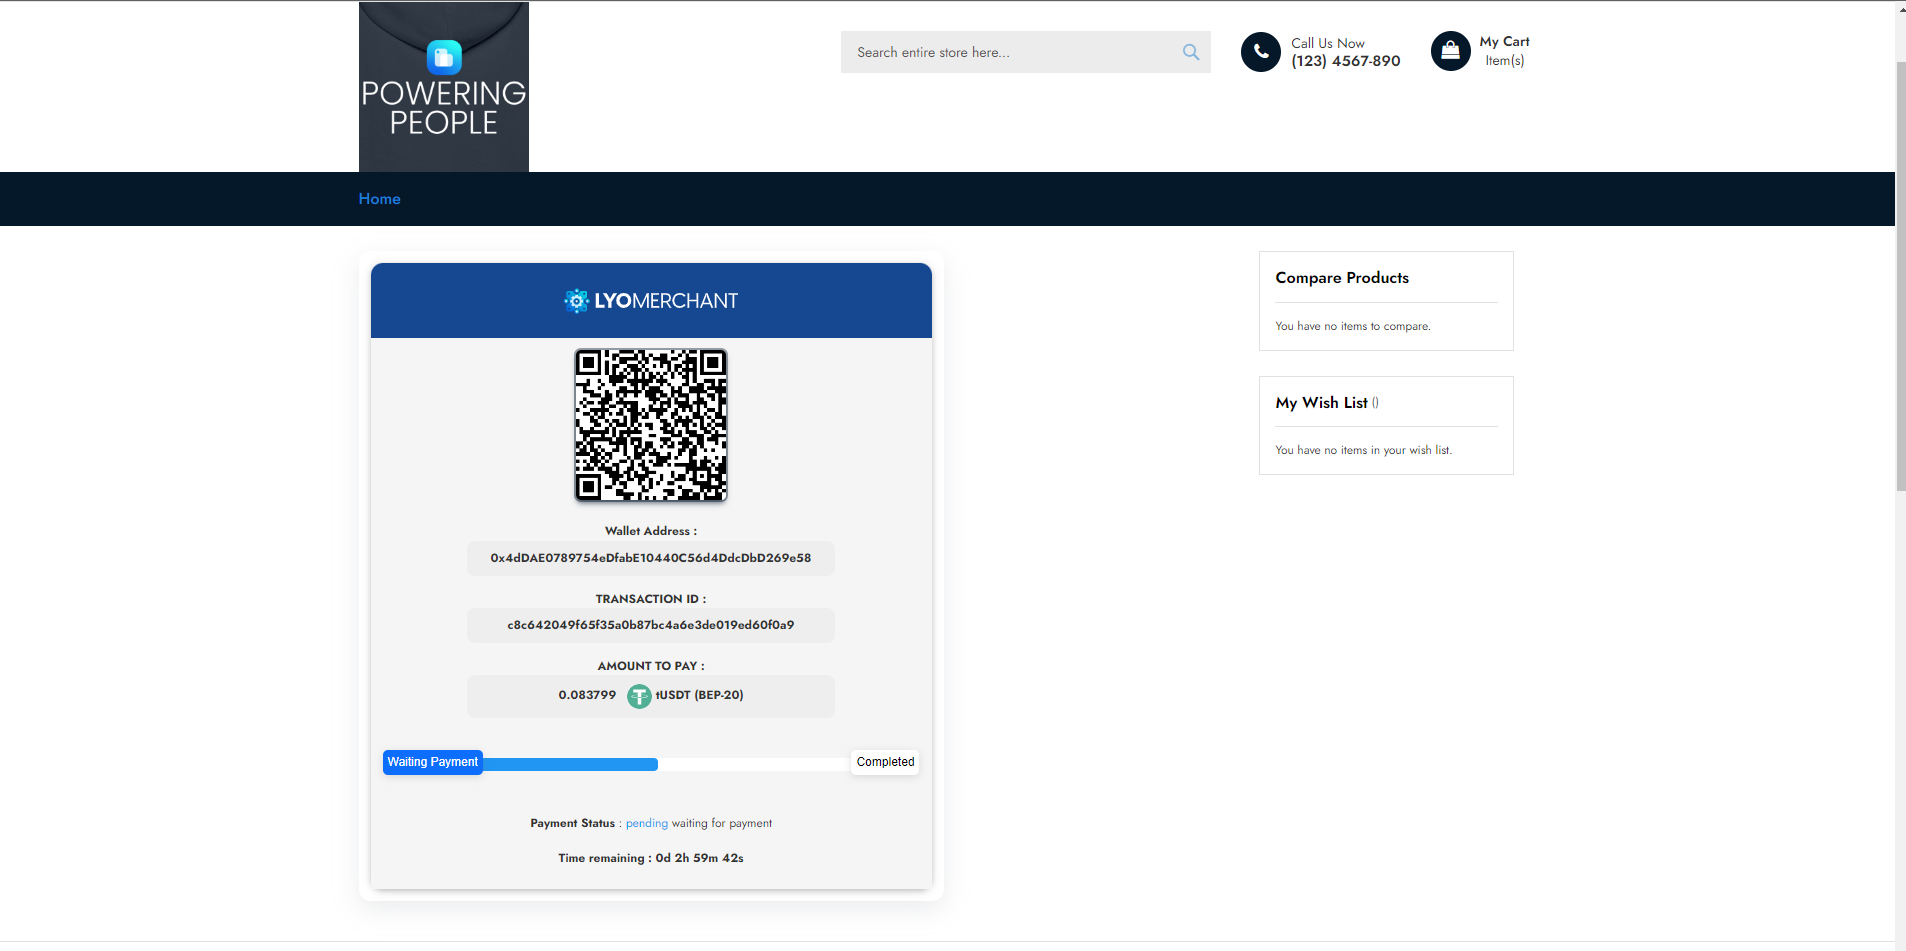 POWERING
PEOPLE
Search entire store here...
Call Us Now
(123) 4567-890
My Cart
Item(s)
Home
LYOMERCHANT
Wallet Address :
0x4dDAE0789754eDfabE10440C56d4DdcDbD269e58
TRANSACTION ID :
c8c642049f65f35a0b87bc4a6e3de019ed60f0a9
AMOUNT TO PAY :
0.083799 tUSDT (BEP-20)
Waiting Payment
Completed
Payment Status : pending waiting for payment
Time remaining : 0d 2h 59m 42s
Compare Products
You have no items to compare.
My Wish List ()
You have no items in your wish list.